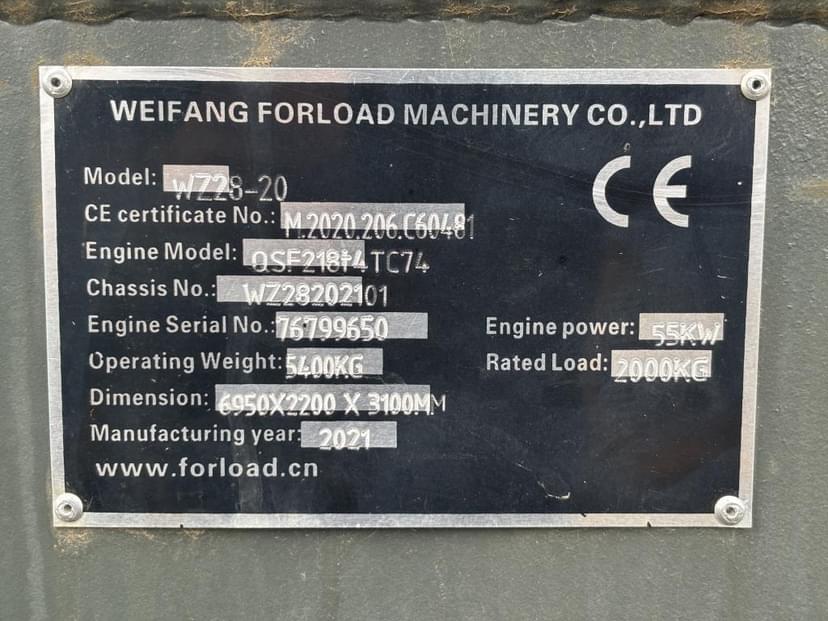 WEIFANG FORLOAD MACHINERY CO.,LTD
CE
Model: WZ28-20
CE certificate No.: M.2020.206.C60481
Engine Model: QSF218t4TC74
Chassis No.: WZ28202101
Engine Serial No.: 76799650
Engine power: 55KW
Operating Weight: 5400KG
Rated Load: 2000KG
Dimension: 6950X2200 X 3100MM
Manufacturing year: 2021
www.forload.cn